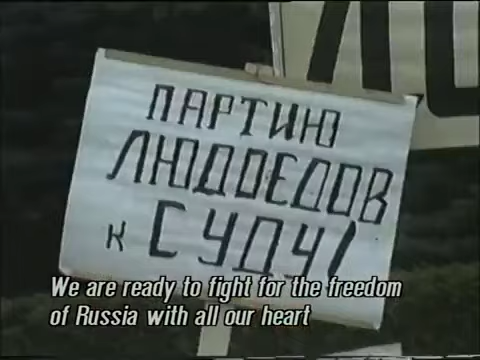 ПАРТИЮ
ЛЮДОЕДОВ
к СУДУ!
We are ready to fight for the freedom
of Russia with all our heart